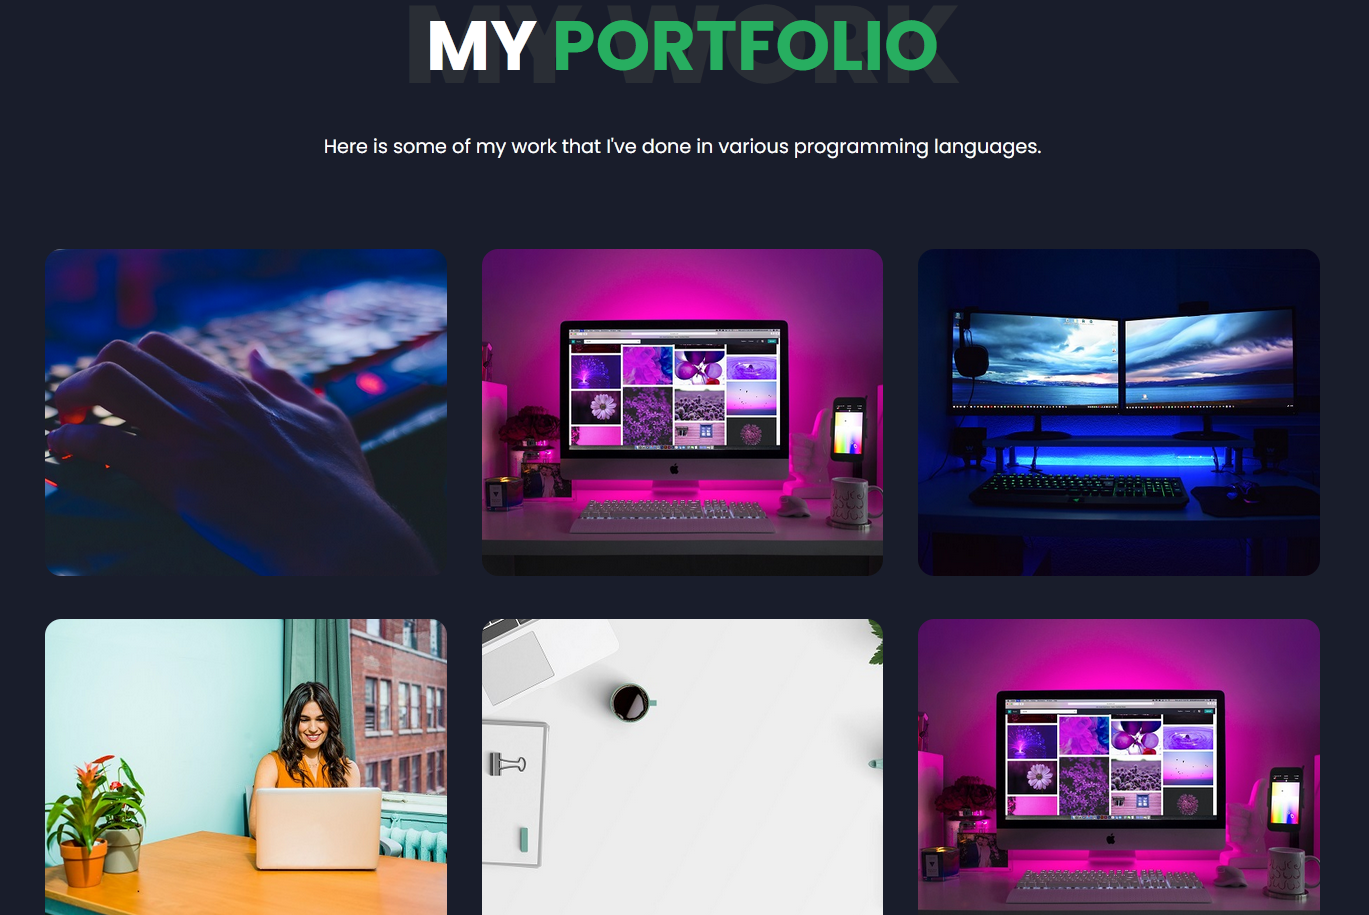 MY WORK
MY PORTFOLIO
Here is some of my work that I've done in various programming languages.